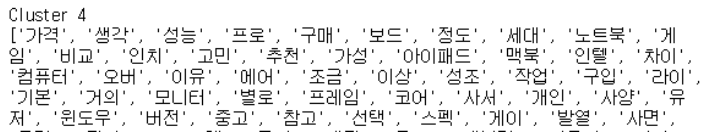 Cluster 4
['가격', '생각', '성능', '프로', '구매', '보드', '정도', '세대', '노트북', '게
임', '비교', '인치', '고민', '추천', '가성', '아이패드', '맥북', '인텔', '차이',
'컴퓨터', '오버', '이유', '에어', '조금', '이상', '성조', '작업', '구입', '라이',
'기본', '거의', '모니터', '별로', '프레임', '코어', '사서', '개인', '사양', '유
저', '윈도우', '버전', '중고', '참고', '선택', '스펙', '게이', '발열', '사면',